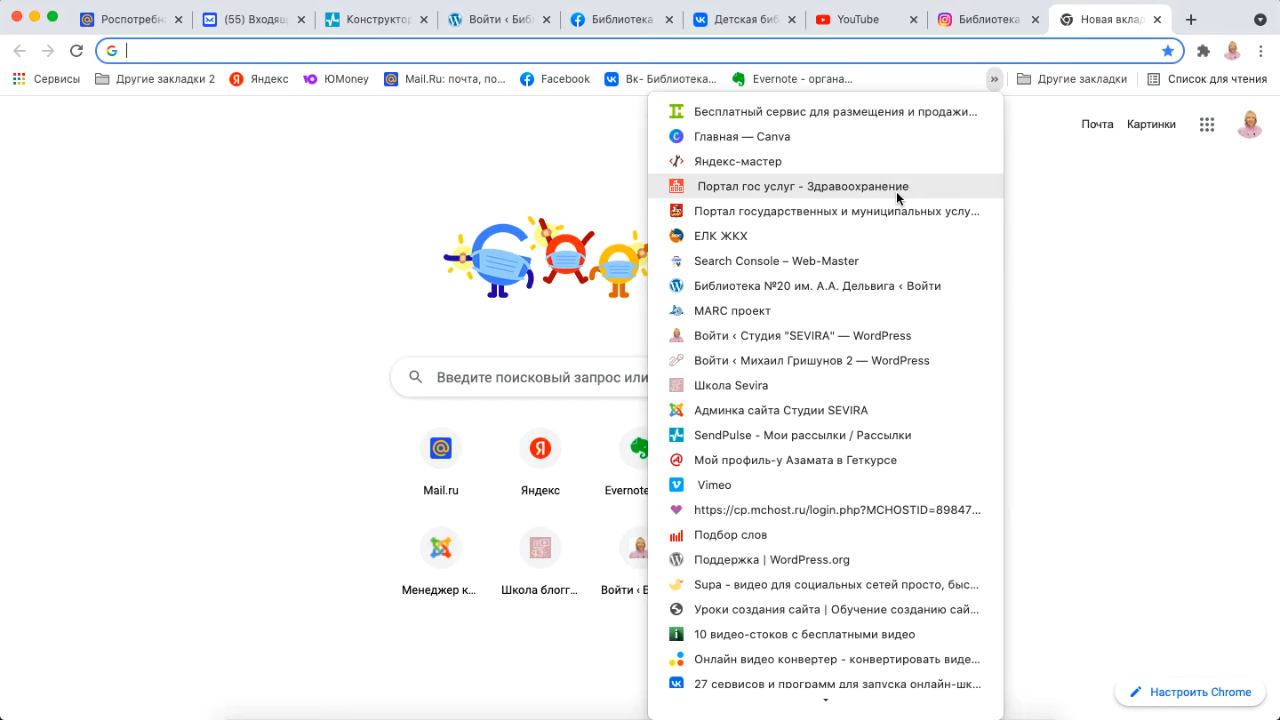 Роспотребн
(55) Входящ
Конструктор
Войти ‹ Биб
Библиотека
Детская биб
YouTube
Библиотека
Новая вкла
Сервисы
Другие закладки 2
Яндекс
ЮMoney
Mail.Ru: почта, по...
Facebook
Вк- Библиотека...
Evernote - органа...
»
Другие закладки
Список для чтения
Почта
Картинки
Введите поисковый запрос или
Mail.ru
Яндекс
Evernote
Менеджер к...
Школа блогг...
Войти ‹ Б
Бесплатный сервис для размещения и продажи...
Главная — Canva
Яндекс-мастер
Портал гос услуг - Здравоохранение
Портал государственных и муниципальных услу...
ЕЛК ЖКХ
Search Console – Web-Master
Библиотека №20 им. А.А. Дельвига ‹ Войти
MARC проект
Войти ‹ Студия "SEVIRA" — WordPress
Войти ‹ Михаил Гришунов 2 — WordPress
Школа Sevira
Админка сайта Студии SEVIRA
SendPulse - Мои рассылки / Рассылки
Мой профиль-у Азамата в Геткурсе
Vimeo
https://cp.mchost.ru/login.php?MCHOSTID=89847...
Подбор слов
Поддержка | WordPress.org
Supa - видео для социальных сетей просто, быс...
Уроки создания сайта | Обучение созданию сай...
10 видео-стоков с бесплатными видео
Онлайн видео конвертер - конвертировать виде...
27 сервисов и программ для запуска онлайн-шк...
Настроить Chrome